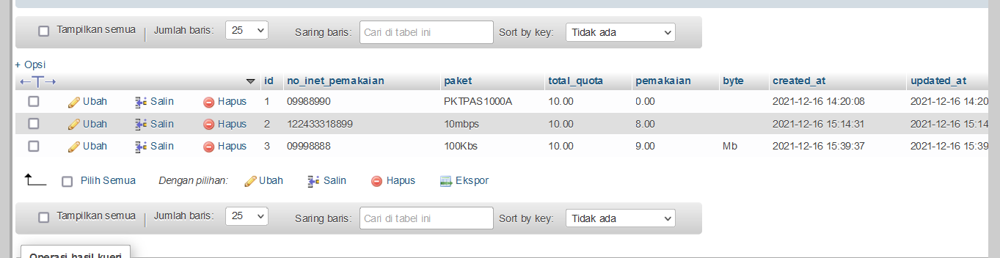 Tampilkan semua Jumlah baris: 25 Saring baris: Cari di tabel ini Sort by key: Tidak ada
+ Opsi
←T→ id no_inet_pemakaian paket total_quota pemakaian byte created_at updated_at
Ubah Salin Hapus 1 09988990 PKTPAS1000A 10.00 0.00 2021-12-16 14:20:08 2021-12-16 14:20
Ubah Salin Hapus 2 122433318899 10mbps 10.00 8.00 2021-12-16 15:14:31 2021-12-16 15:14
Ubah Salin Hapus 3 09998888 100Kbs 10.00 9.00 Mb 2021-12-16 15:39:37 2021-12-16 15:39
Pilih Semua Dengan pilihan: Ubah Salin Hapus Ekspor
Tampilkan semua Jumlah baris: 25 Saring baris: Cari di tabel ini Sort by key: Tidak ada
Operasi hasil kueri